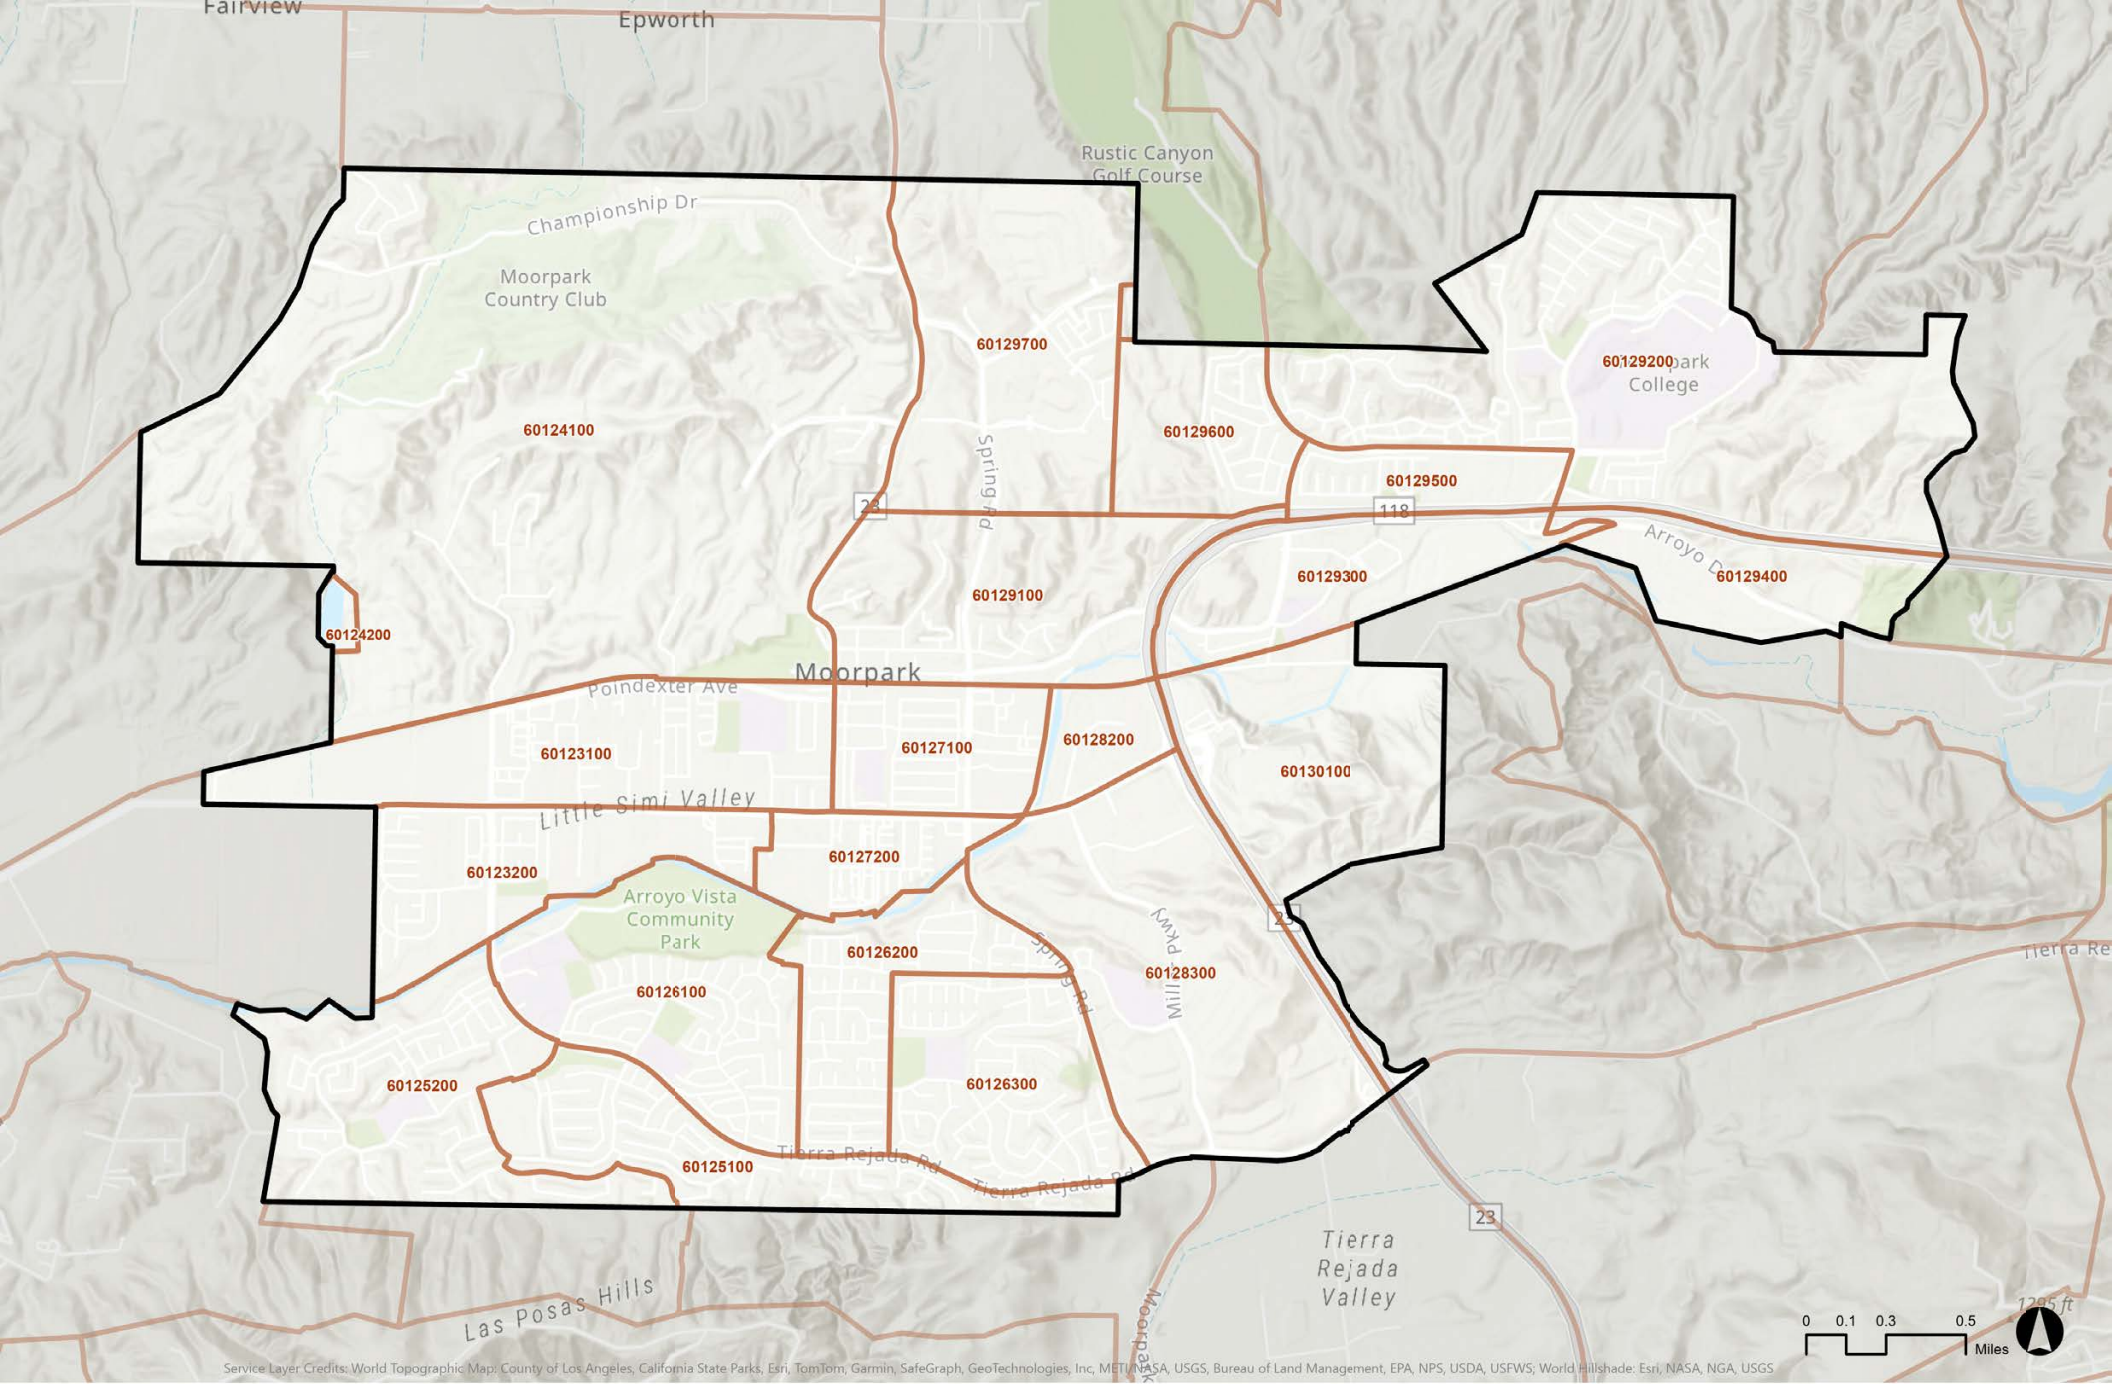 Fairview
Epworth
Rustic Canyon
Golf Course
Championship Dr
Moorpark
Country Club
60129700
60129200
park
College
60124100
60129600
Spring Rd
60129500
23
118
Arroyo D
60129300
60129400
60129100
60124200
Moorpark
Poindexter Ave
60123100
60127100
60128200
60130100
Little Simi Valley
60127200
60123200
Arroyo Vista
Community
Park
23
Spring Rd
Miller Pkwy
60126200
60128300
60126100
Tierra Re
60125200
60126300
Tierra Rejada Rd
60125100
Tierra Rejada Rd
23
Tierra
Rejada
Valley
Las Posas Hills
Moorpark
1295 ft
0 0.1 0.3 0.5
Miles
Service Layer Credits: World Topographic Map: County of Los Angeles, California State Parks, Esri, TomTom, Garmin, SafeGraph, GeoTechnologies, Inc, METI/NASA, USGS, Bureau of Land Management, EPA, NPS, USDA, USFWS; World Hillshade: Esri, NASA, NGA, USGS